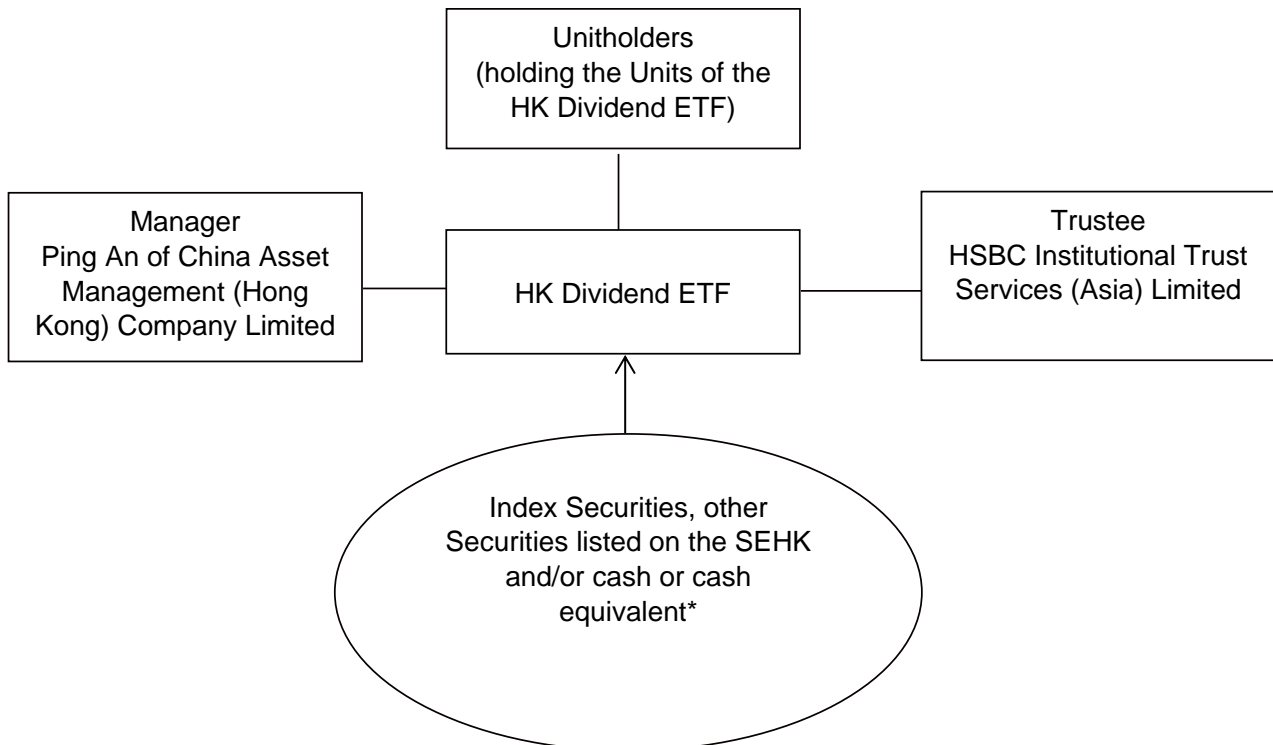 Unitholders
(holding the Units of the
HK Dividend ETF)
Manager
Ping An of China Asset
Management (Hong
Kong) Company Limited
HK Dividend ETF
Trustee
HSBC Institutional Trust
Services (Asia) Limited
Index Securities, other
Securities listed on the SEHK
and/or cash or cash
equivalent*